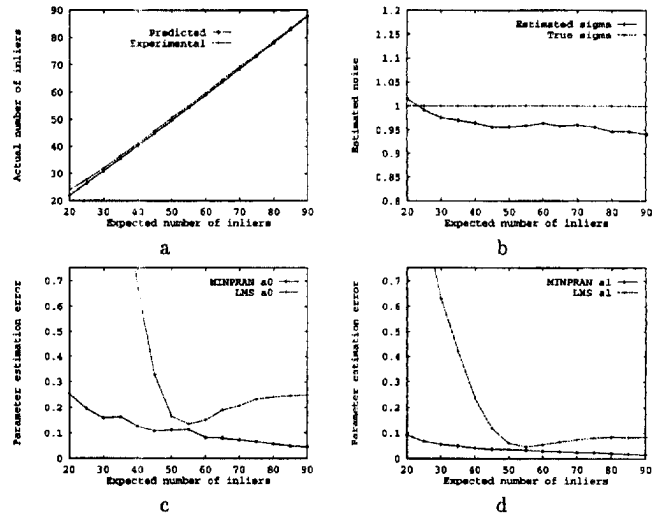 90
80
70
60
50
40
30
20
Actual number of inliers
Predicted
Experimental
20 30 40 50 60 70 80 90
Expected number of inliers
a
1.2
1.15
1.1
1.05
1
0.95
0.9
0.85
0.8
Estimated noise
Estimated sigma
True sigma
20 30 40 50 60 70 80 90
Expected number of inliers
b
0.7
0.6
0.5
0.4
0.3
0.2
0.1
0
Parameter estimation error
MINPRAN a0
LMS a0
20 30 40 50 60 70 80 90
Expected number of inliers
c
0.7
0.6
0.5
0.4
0.3
0.2
0.1
0
Parameter estimation error
MINPRAN a1
LMS a1
20 30 40 50 60 70 80 90
Expected number of inliers
d